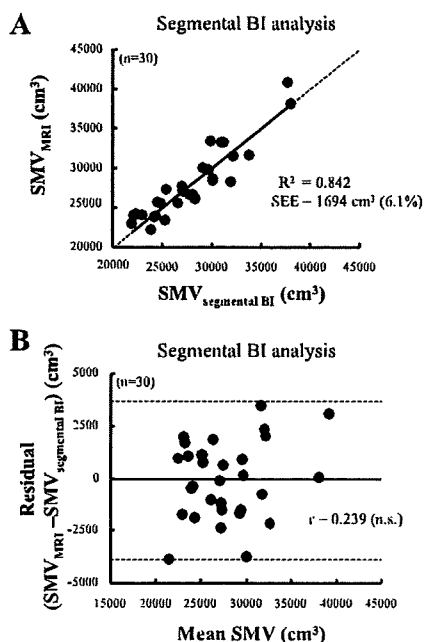 A
Segmental BI analysis
(n=30)
SMV_MRI (cm³)
45000
40000
35000
30000
25000
20000
R² = 0.842
SEE – 1694 cm³ (6.1%)
20000 25000 30000 35000 40000 45000
SMV_segmental BI (cm³)
B
Segmental BI analysis
(n=30)
Residual
(SMV_MRI –SMV_segmental BI) (cm³)
5000
2500
0
-2500
-5000
r – 0.239 (n.s.)
15000 20000 25000 30000 35000 40000 45000
Mean SMV (cm³)